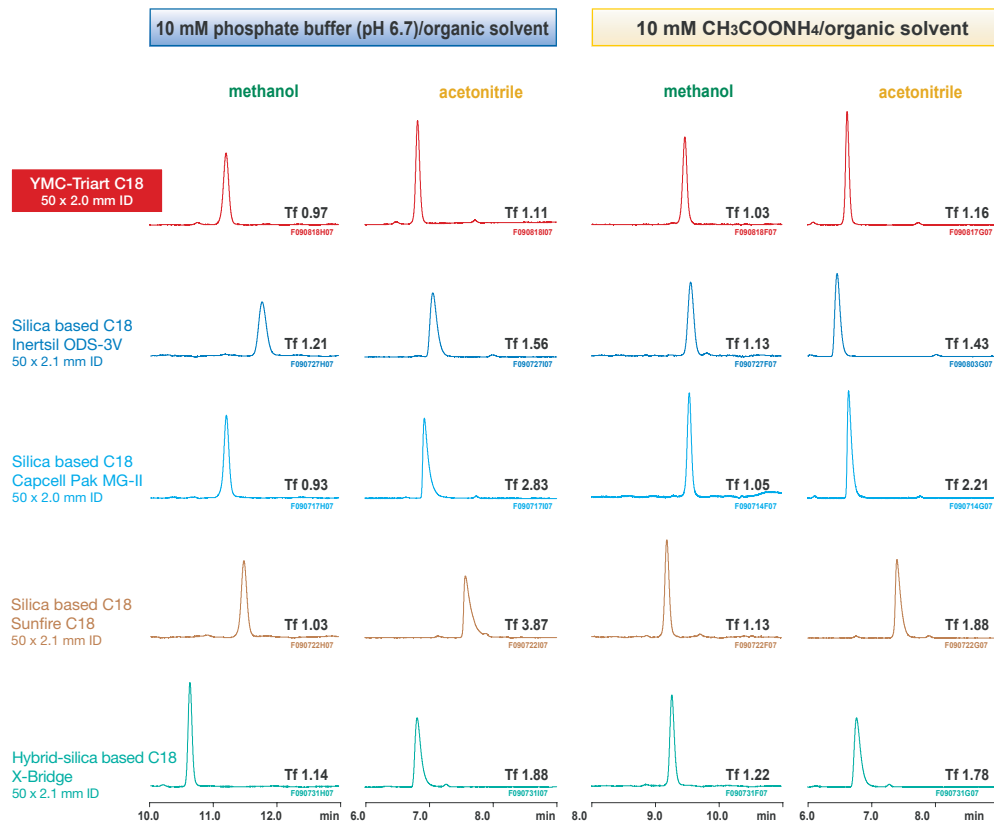 10 mM phosphate buffer (pH 6.7)/organic solvent
10 mM CH₃COONH₄/organic solvent
methanol
acetonitrile
methanol
acetonitrile
YMC-Triart C18
50 x 2.0 mm ID
Tf 0.97
F090818H07
Tf 1.11
F090818I07
Tf 1.03
F090818F07
Tf 1.16
F090817G07
Silica based C18
Inertsil ODS-3V
50 x 2.1 mm ID
Tf 1.21
F090727H07
Tf 1.56
F090727I07
Tf 1.13
F090727F07
Tf 1.43
F090803G07
Silica based C18
Capcell Pak MG-II
50 x 2.0 mm ID
Tf 0.93
F090717H07
Tf 2.83
F090717I07
Tf 1.05
F090714F07
Tf 2.21
F090714G07
Silica based C18
Sunfire C18
50 x 2.1 mm ID
Tf 1.03
F090722H07
Tf 3.87
F090722I07
Tf 1.13
F090722F07
Tf 1.88
F090722G07
Hybrid-silica based C18
X-Bridge
50 x 2.1 mm ID
Tf 1.14
F090731H07
Tf 1.88
F090731I07
Tf 1.22
F090731F07
Tf 1.78
F090731G07
10.0 11.0 12.0 min
6.0 7.0 8.0 min
8.0 9.0 10.0 min
6.0 7.0 8.0 min